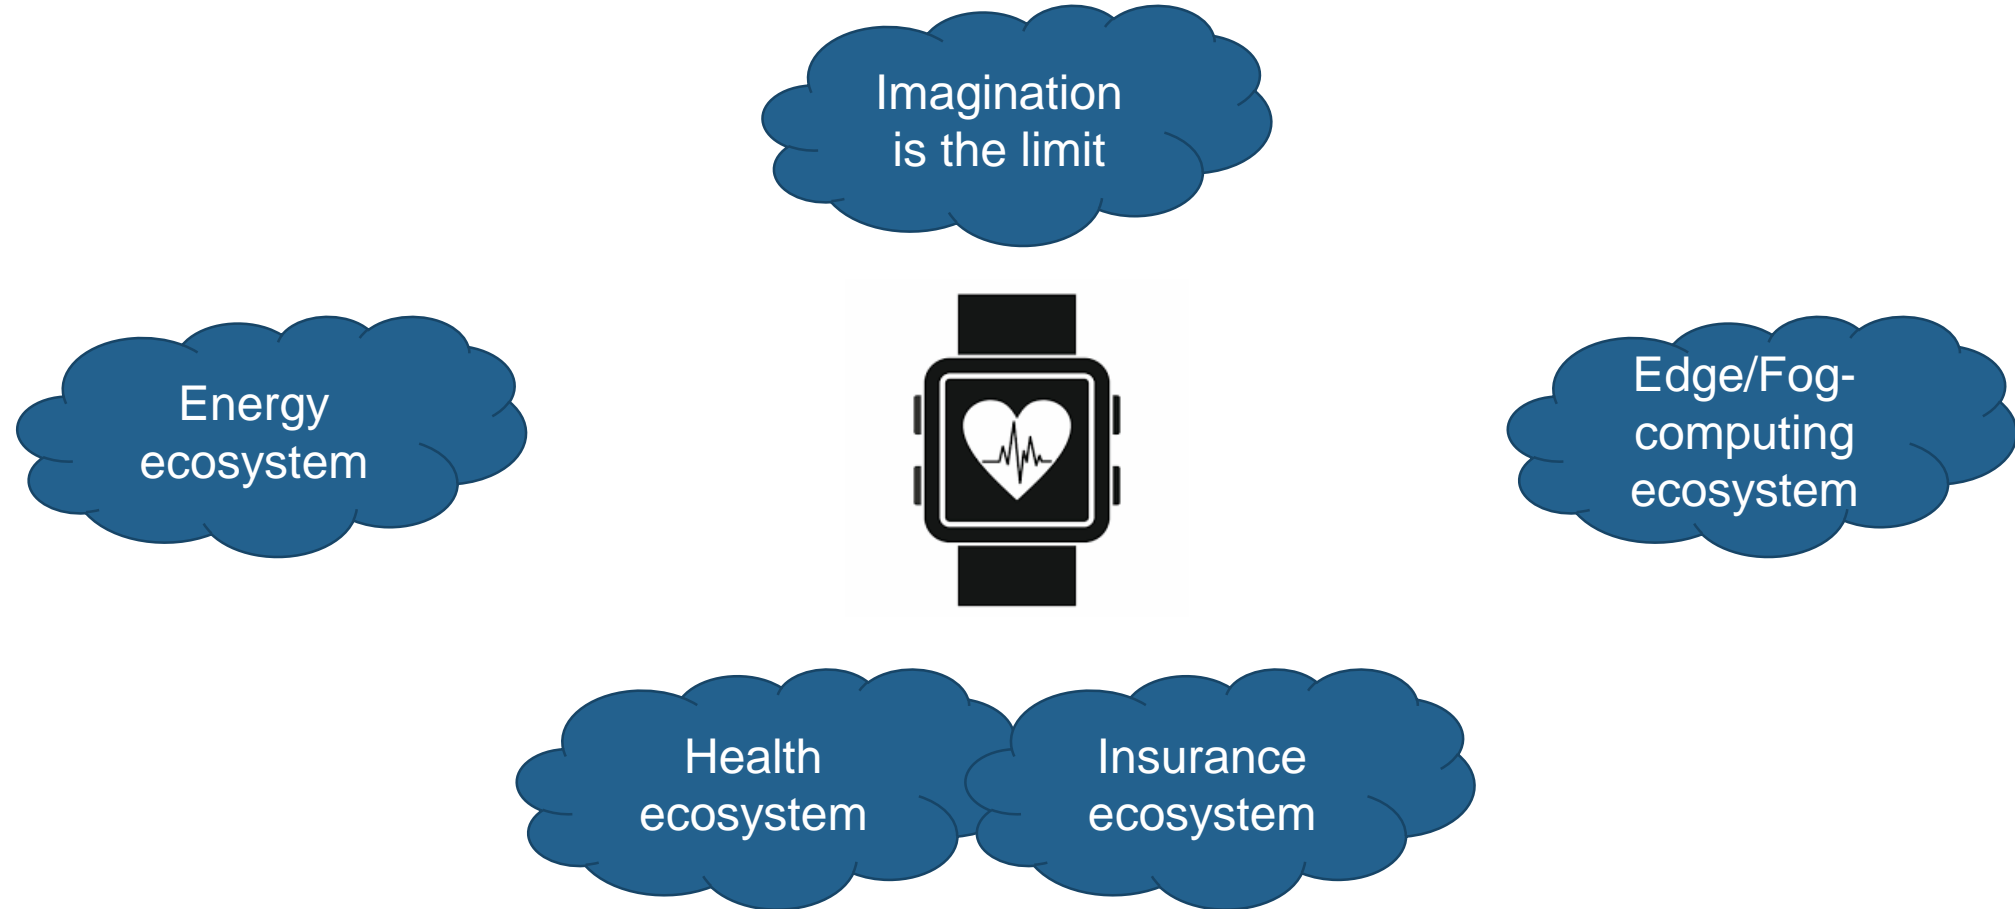 Imagination
is the limit
Energy
ecosystem
Edge/Fog-
computing
ecosystem
Health
ecosystem
Insurance
ecosystem